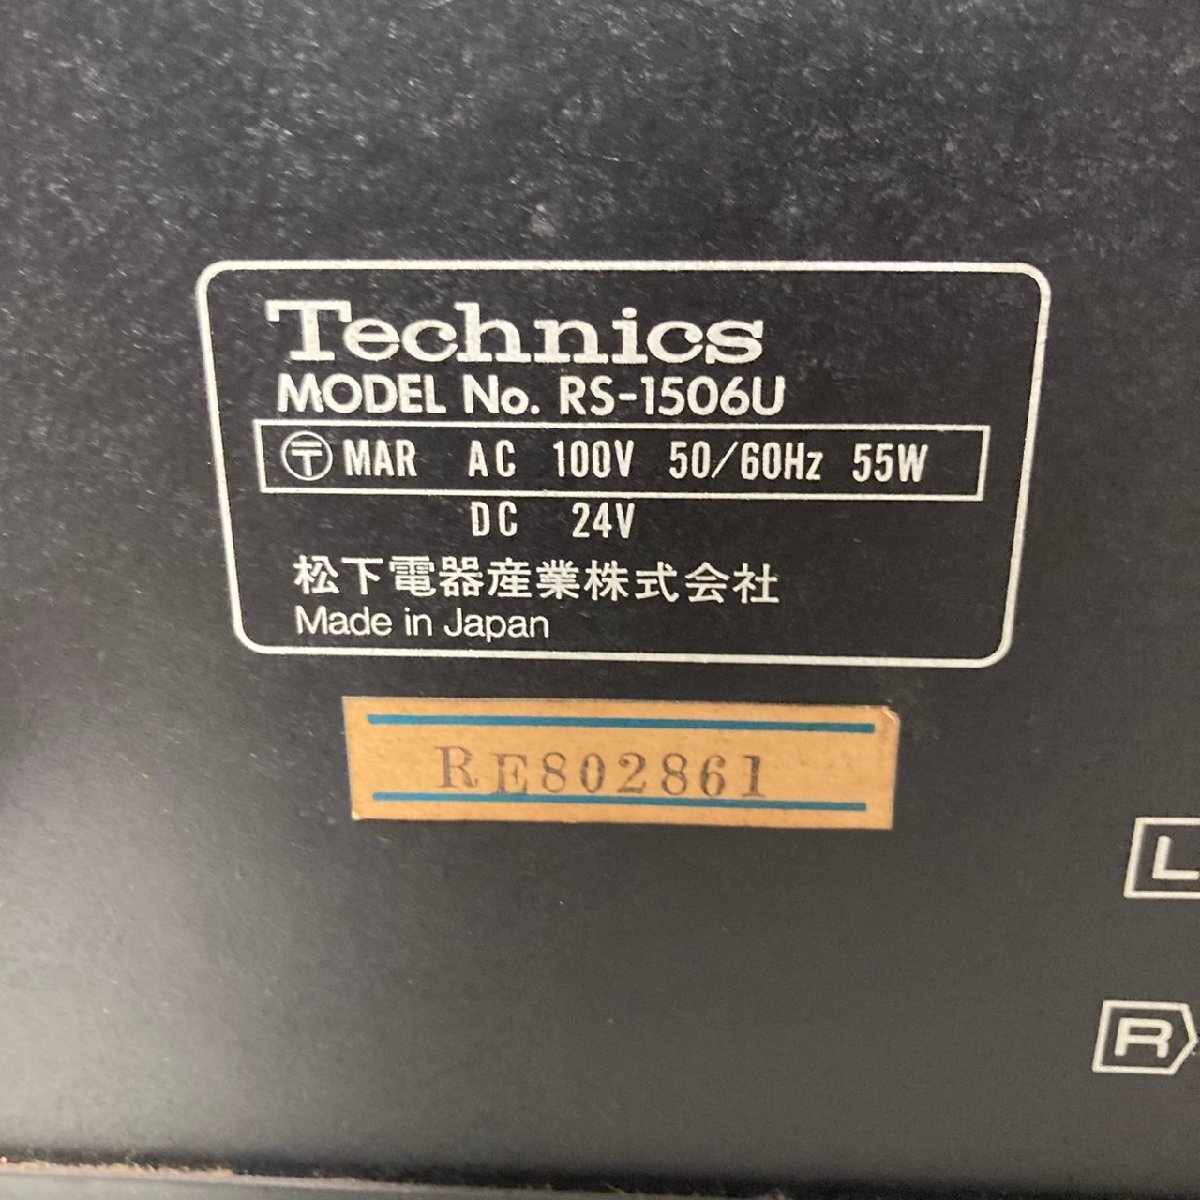 Technics
MODEL No. RS-1506U
〒 MAR AC 100V 50/60Hz 55W
DC 24V
松下電器産業株式会社
Made in Japan
RE802861
L
R